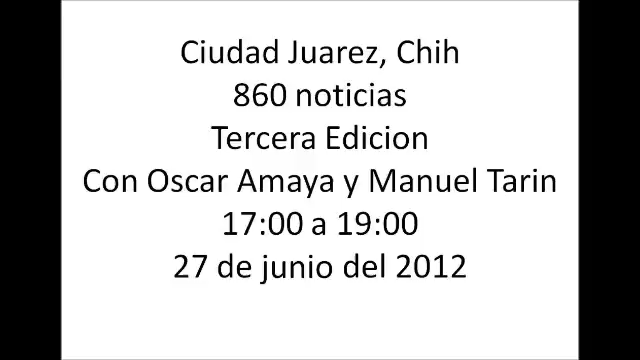 Ciudad Juarez, Chih
860 noticias
Tercera Edicion
Con Oscar Amaya y Manuel Tarin
17:00 a 19:00
27 de junio del 2012